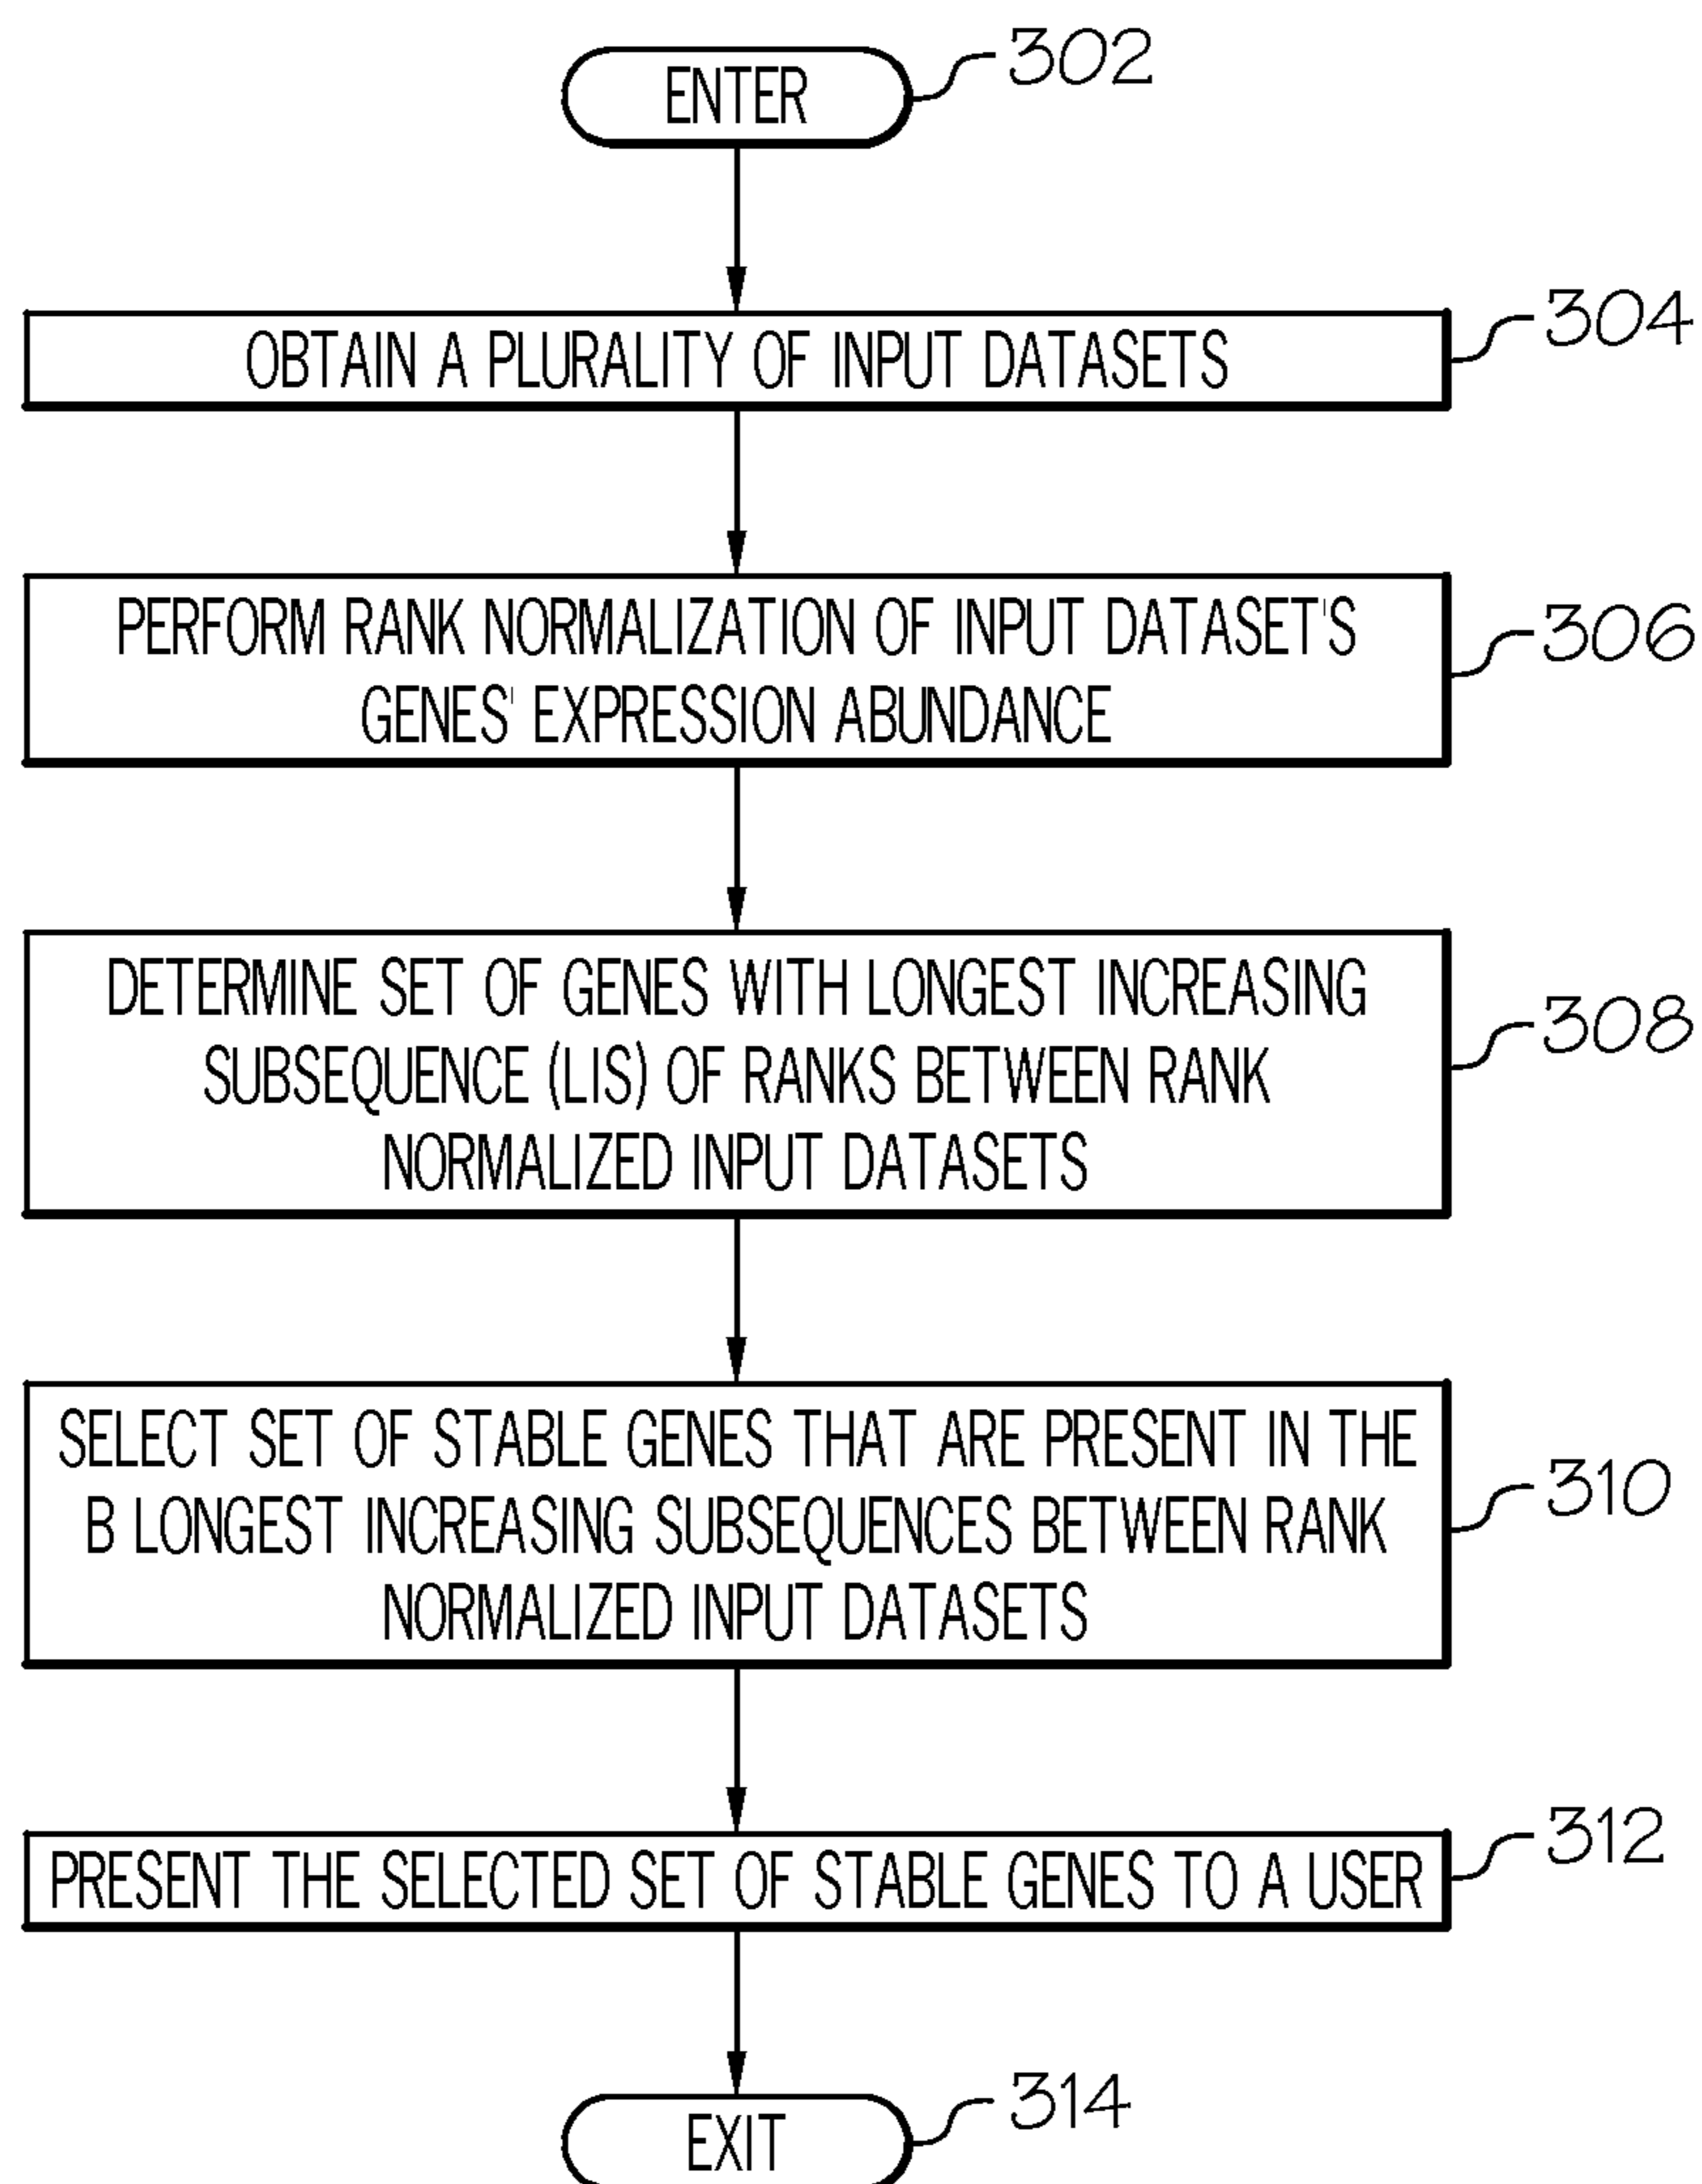 ENTER
302
OBTAIN A PLURALITY OF INPUT DATASETS
304
PERFORM RANK NORMALIZATION OF INPUT DATASET'S
GENES' EXPRESSION ABUNDANCE
306
DETERMINE SET OF GENES WITH LONGEST INCREASING
SUBSEQUENCE (LIS) OF RANKS BETWEEN RANK
NORMALIZED INPUT DATASETS
308
SELECT SET OF STABLE GENES THAT ARE PRESENT IN THE
B LONGEST INCREASING SUBSEQUENCES BETWEEN RANK
NORMALIZED INPUT DATASETS
310
PRESENT THE SELECTED SET OF STABLE GENES TO A USER
312
EXIT
314